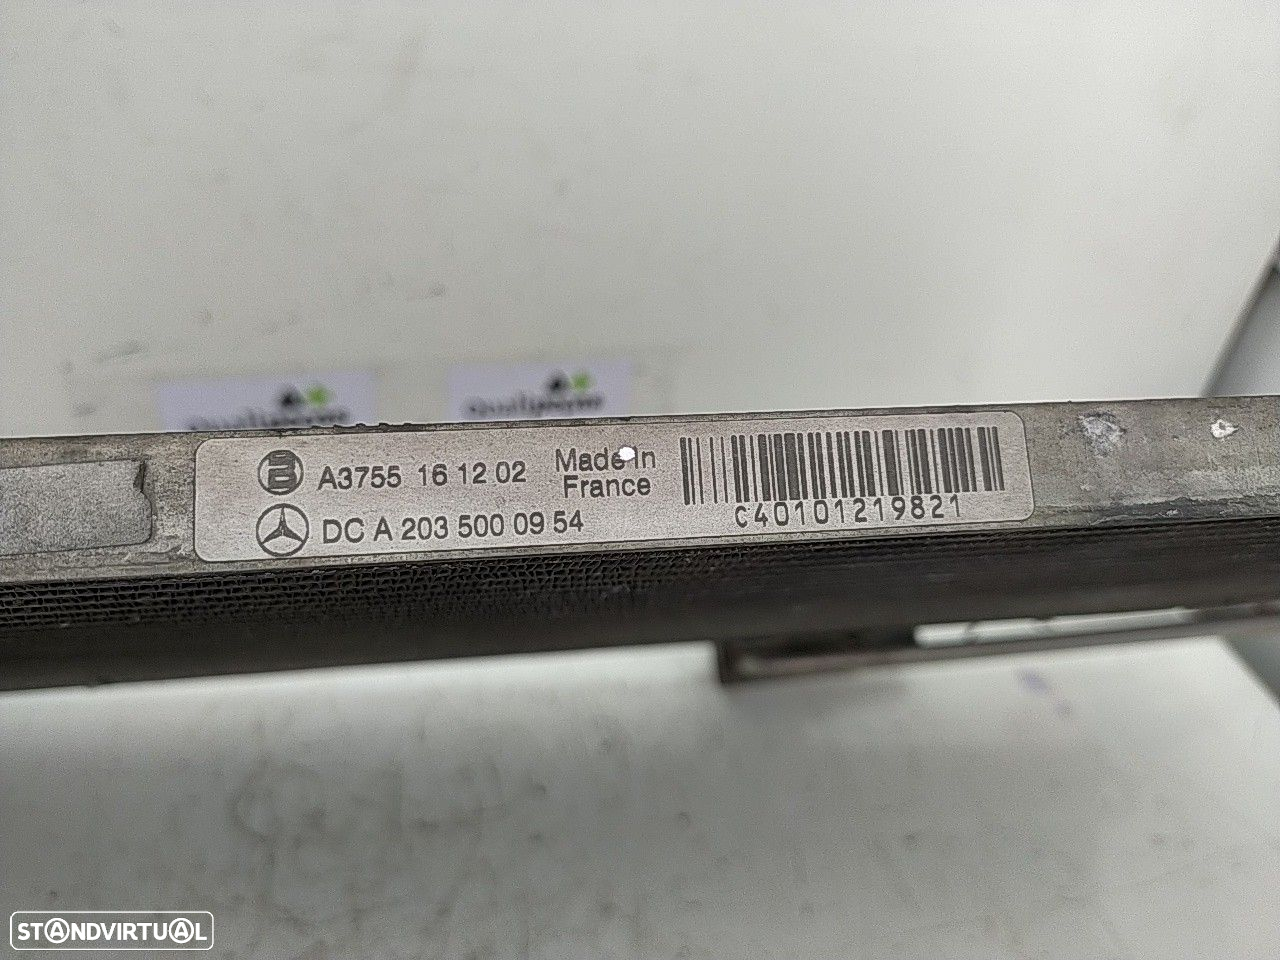 A3755 16 12 02
Made In
France
DC A 203 500 09 54
C40101219821
STANDVIRTUAL